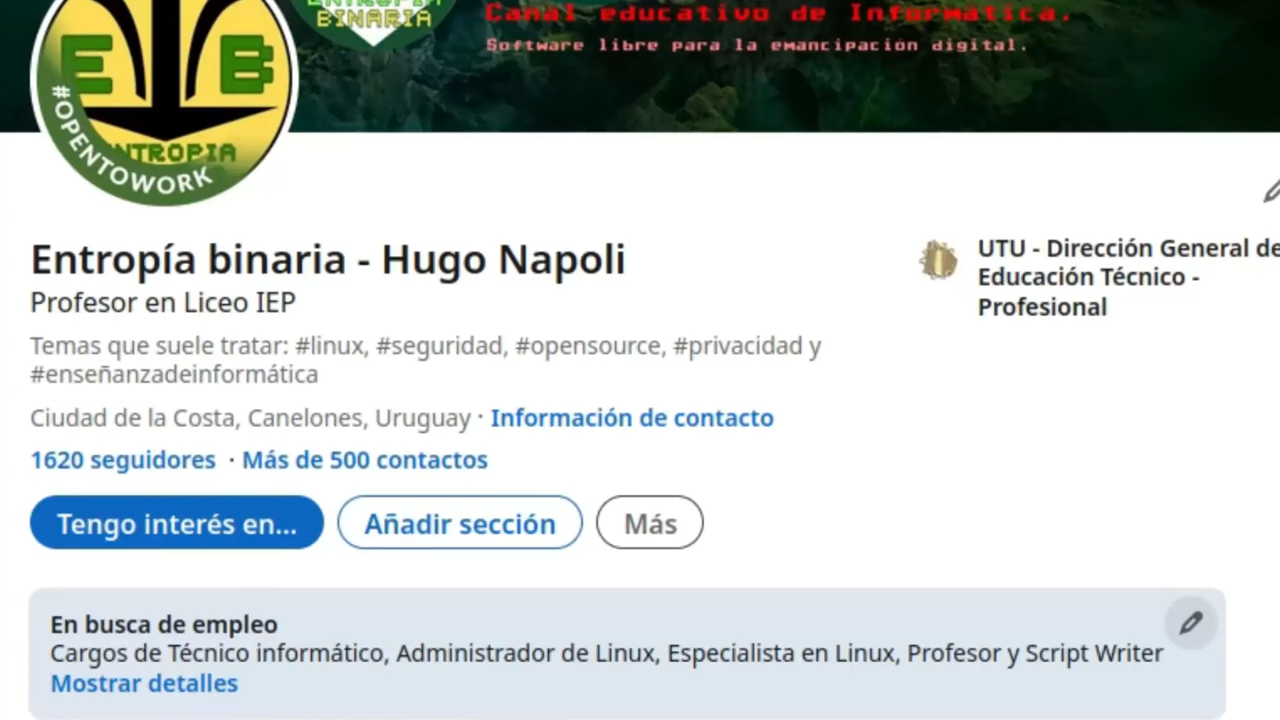 ENTROPÍA
BINARIA
Canal educativo de Informática.
Software libre para la emancipación digital.
E B
ENTROPIA
#OPENTOWORK
Entropía binaria - Hugo Napoli
Profesor en Liceo IEP
Temas que suele tratar: #linux, #seguridad, #opensource, #privacidad y
#enseñanzadeinformática
Ciudad de la Costa, Canelones, Uruguay · Información de contacto
1620 seguidores · Más de 500 contactos
Tengo interés en...
Añadir sección
Más
UTU - Dirección General de
Educación Técnico -
Profesional
En busca de empleo
Cargos de Técnico informático, Administrador de Linux, Especialista en Linux, Profesor y Script Writer
Mostrar detalles